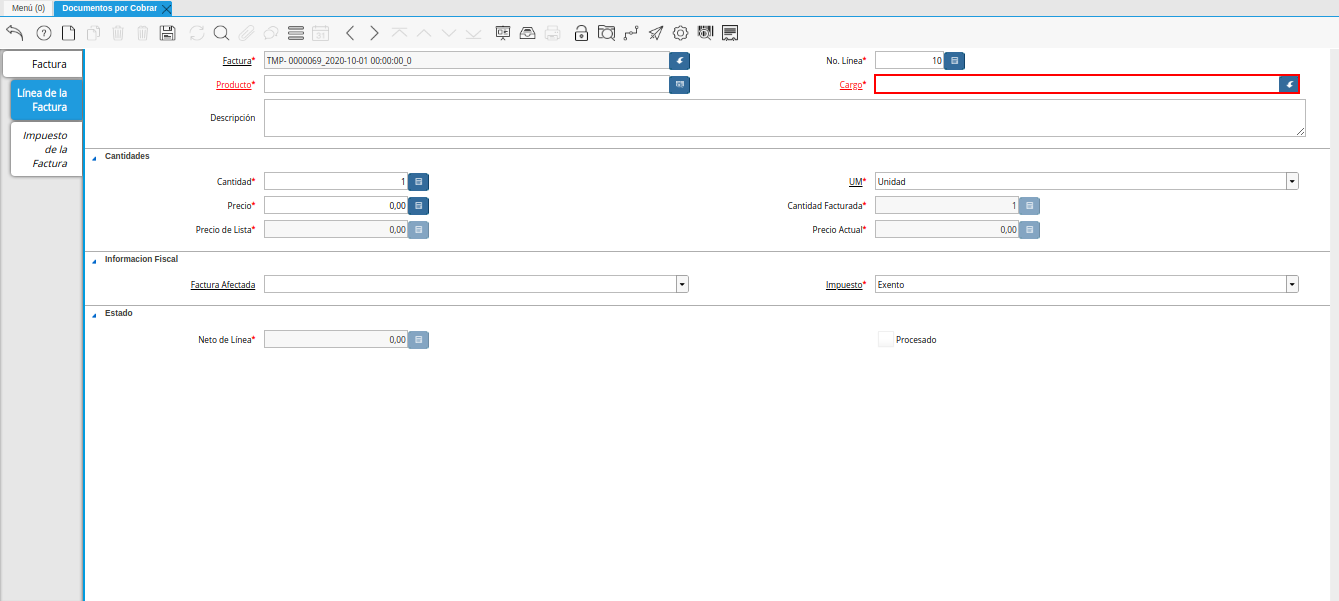 Menú (0) Documentos por Cobrar
Factura
Línea de la
Factura
Impuesto
de la
Factura
Factura* TMP- 0000069_2020-10-01 00:00:00_0 No. Línea* 10
Producto* Cargo*
Descripción
Cantidades
Cantidad* 1 UM* Unidad
Precio* 0,00 Cantidad Facturada* 1
Precio de Lista* 0,00 Precio Actual* 0,00
Informacion Fiscal
Factura Afectada Impuesto* Exento
Estado
Neto de Línea* 0,00 Procesado